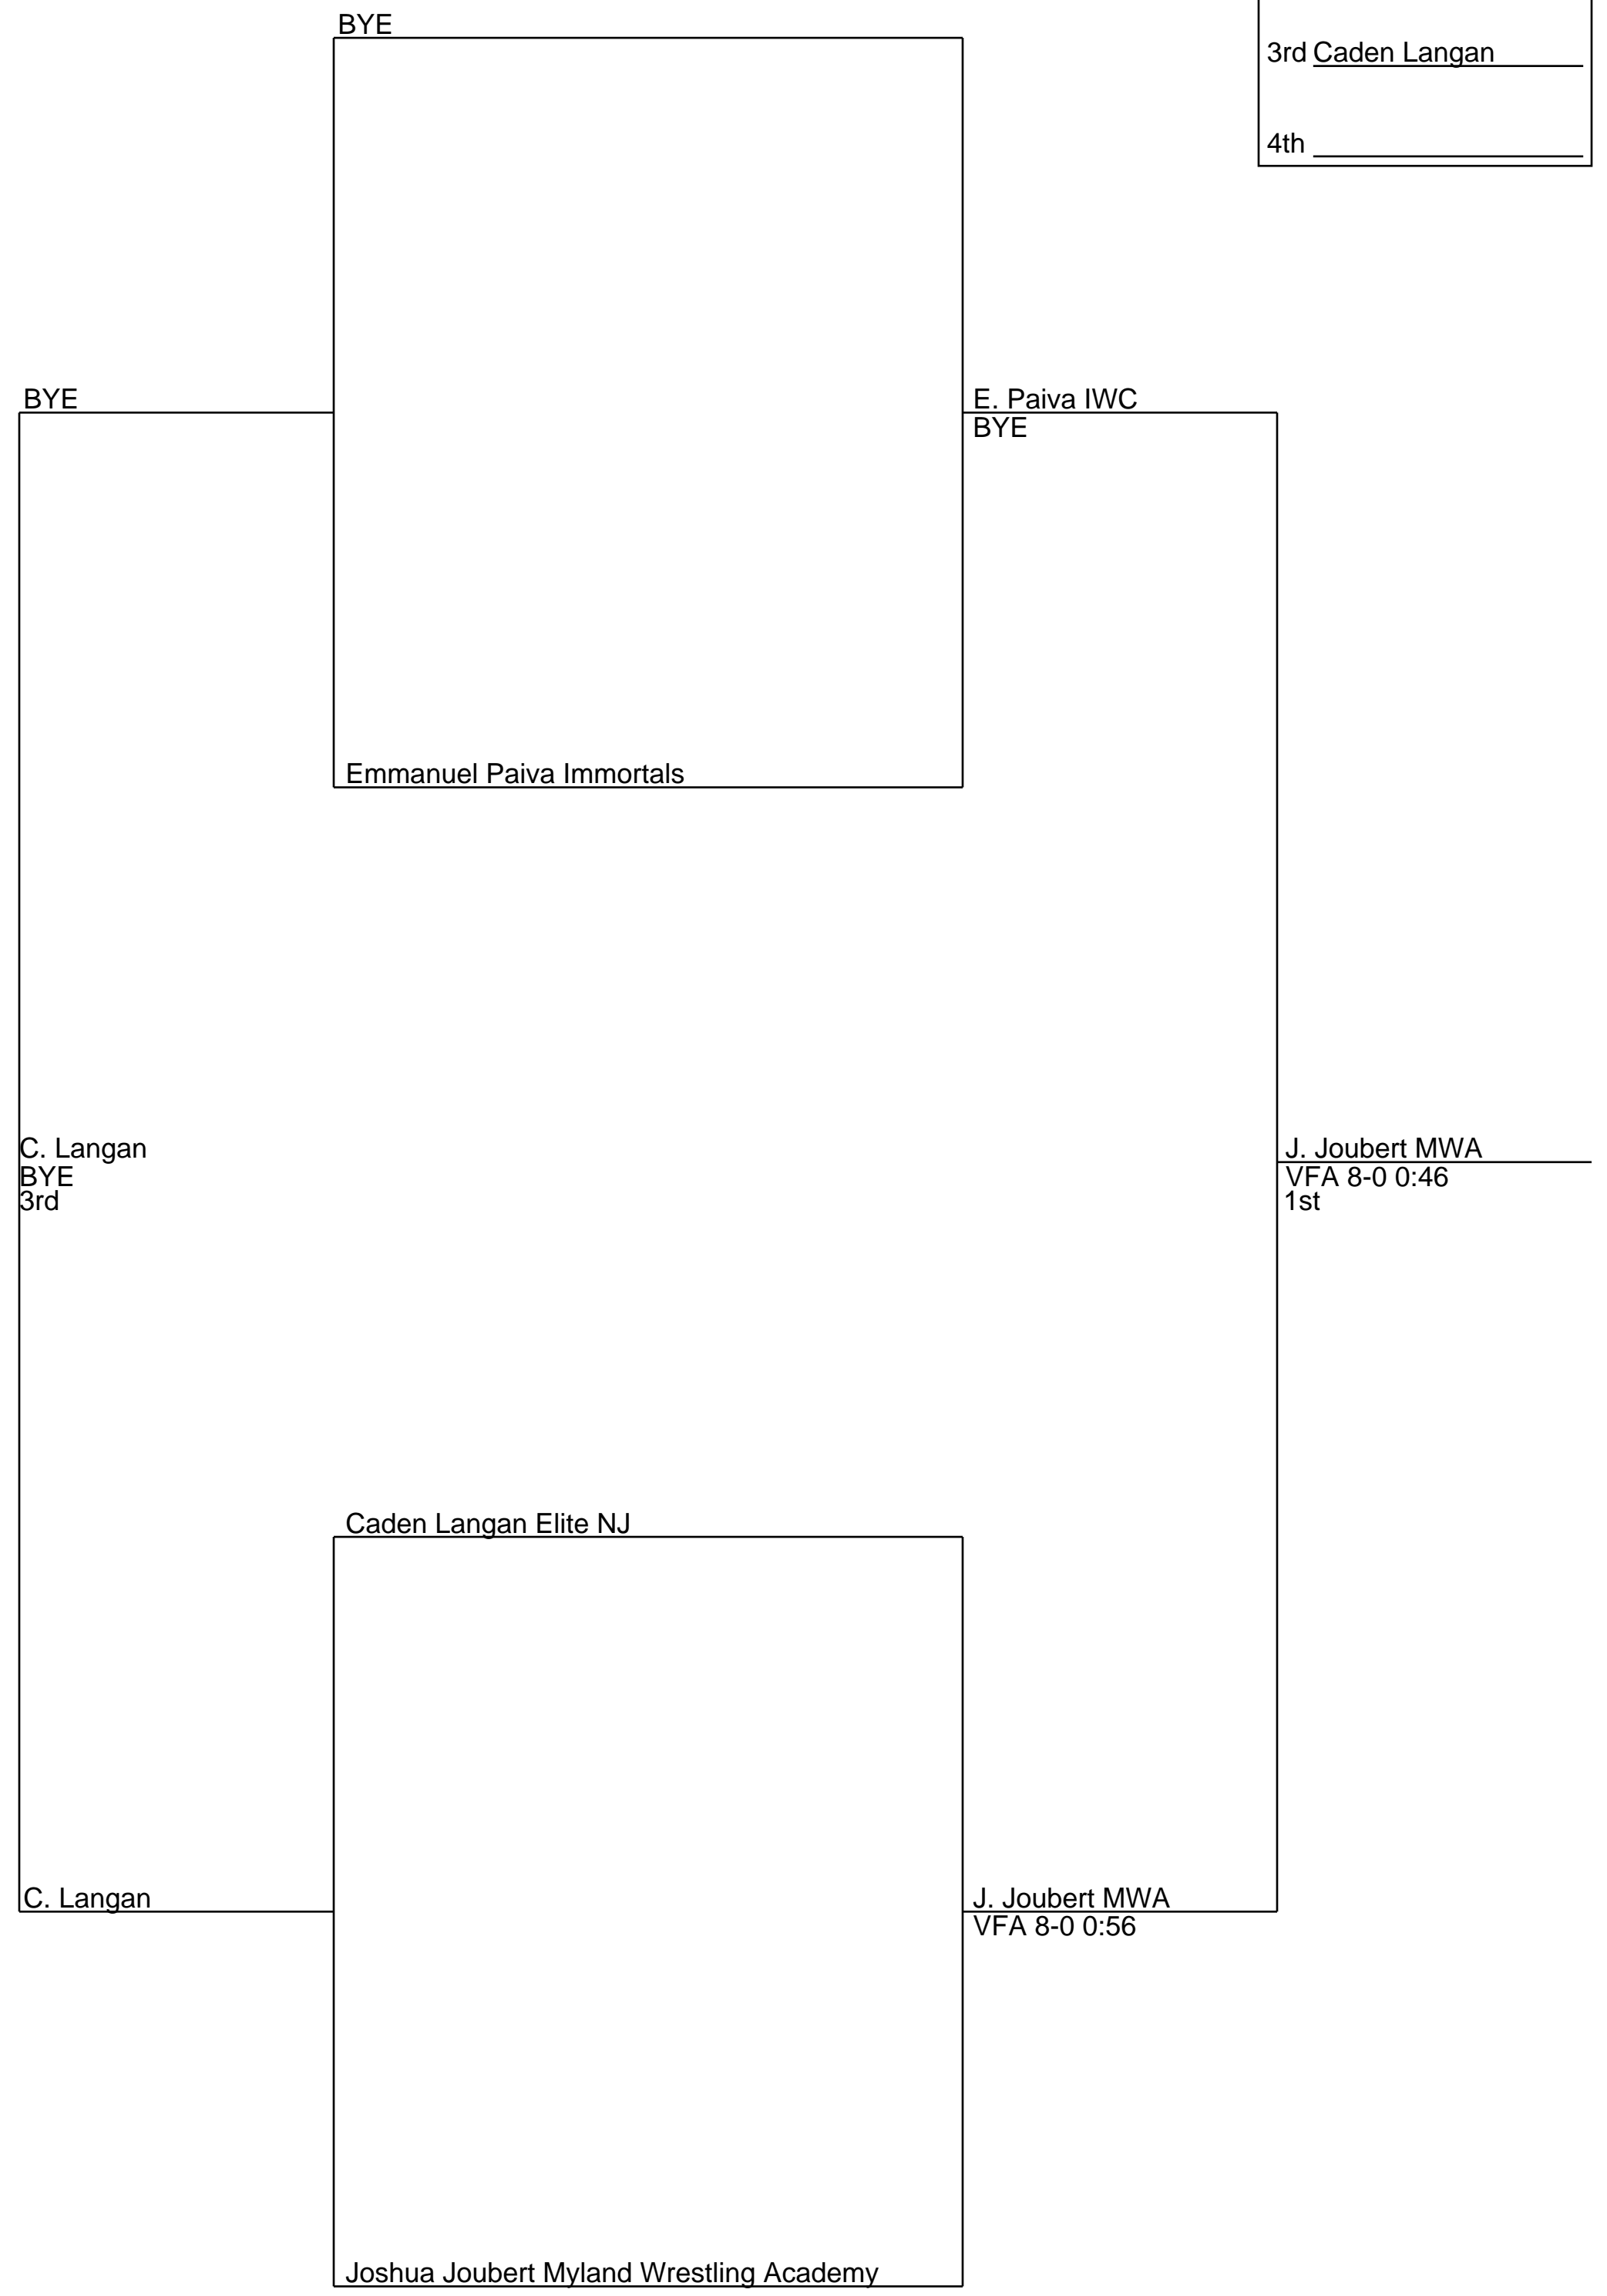 BYE
3rd Caden Langan
4th
BYE
E. Paiva IWC
BYE
Emmanuel Paiva Immortals
C. Langan
BYE
3rd
J. Joubert MWA
VFA 8-0 0:46
1st
Caden Langan Elite NJ
C. Langan
J. Joubert MWA
VFA 8-0 0:56
Joshua Joubert Myland Wrestling Academy